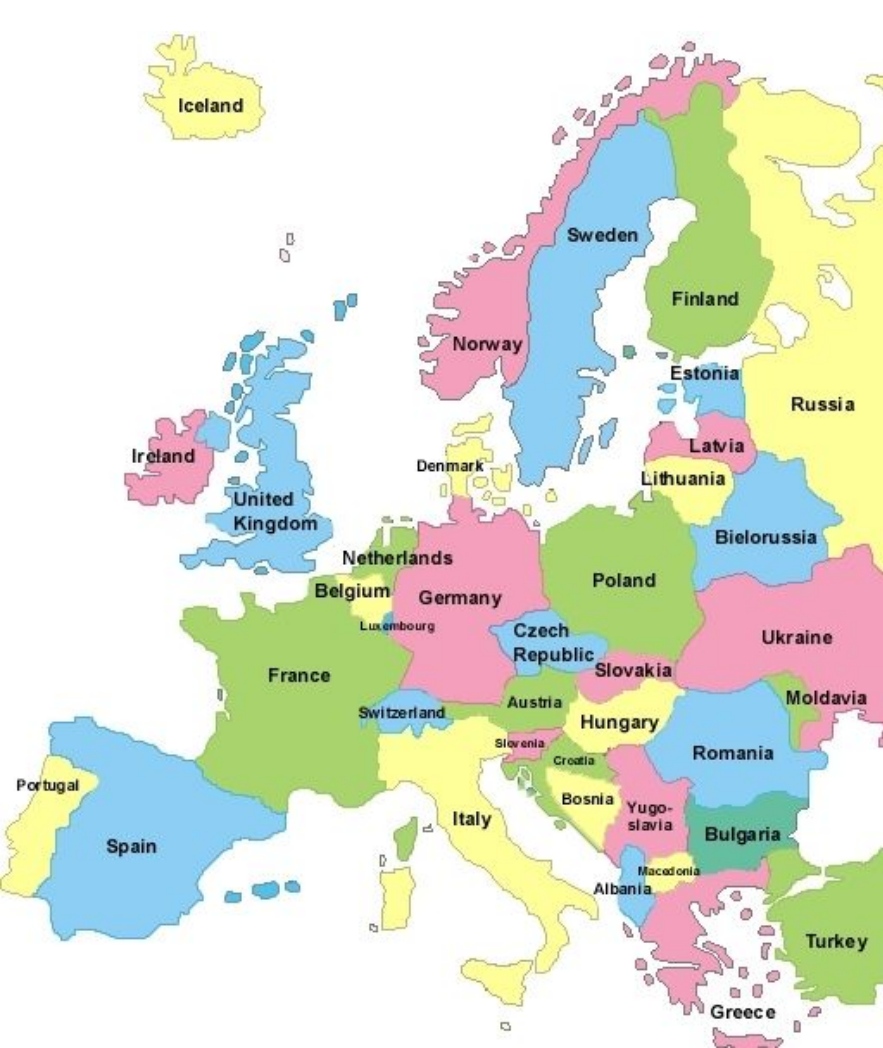 Iceland
Sweden
Finland
Norway
Estonia
Russia
Latvia
Ireland
Denmark
Lithuania
United
Kingdom
Bielorussia
Netherlands
Poland
Belgium
Germany
Luxembourg
Czech
Republic
Ukraine
Slovakia
France
Austria
Moldavia
Switzerland
Hungary
Slovenia
Romania
Croatia
Portugal
Bosnia
Yugo-
slavia
Italy
Bulgaria
Spain
Macedonia
Albania
Turkey
Greece